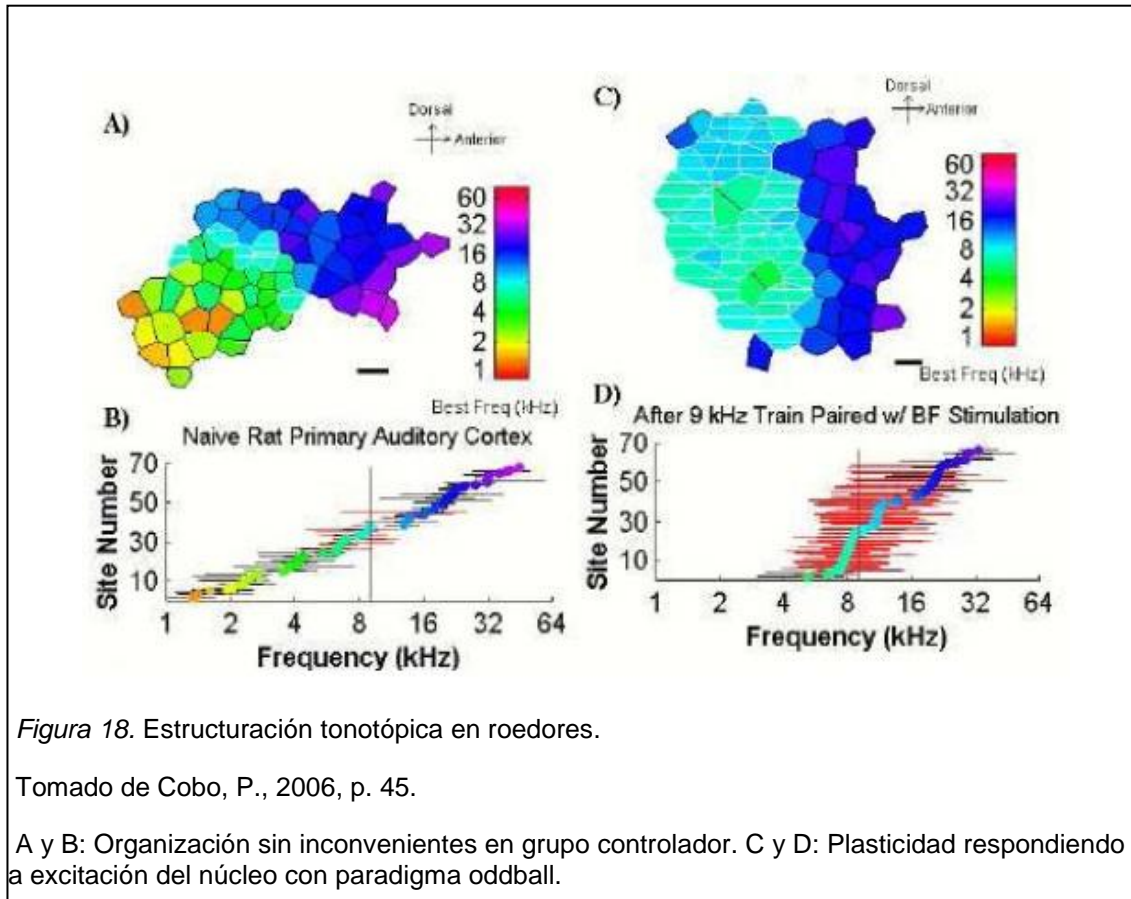 A)
Dorsal
Anterior
60
32
16
8
4
2
1
Best Freq (kHz)
C)
Dorsal
Anterior
60
32
16
8
4
2
1
Best Freq (kHz)
B)
Naive Rat Primary Auditory Cortex
Site Number
70
50
30
10
1 2 4 8 16 32 64
Frequency (kHz)
D)
After 9 kHz Train Paired w/ BF Stimulation
Site Number
70
50
30
10
1 2 4 8 16 32 64
Frequency (kHz)
Figura 18. Estructuración tonotópica en roedores.
Tomado de Cobo, P., 2006, p. 45.
A y B: Organización sin inconvenientes en grupo controlador. C y D: Plasticidad respondiendo
a excitación del núcleo con paradigma oddball.